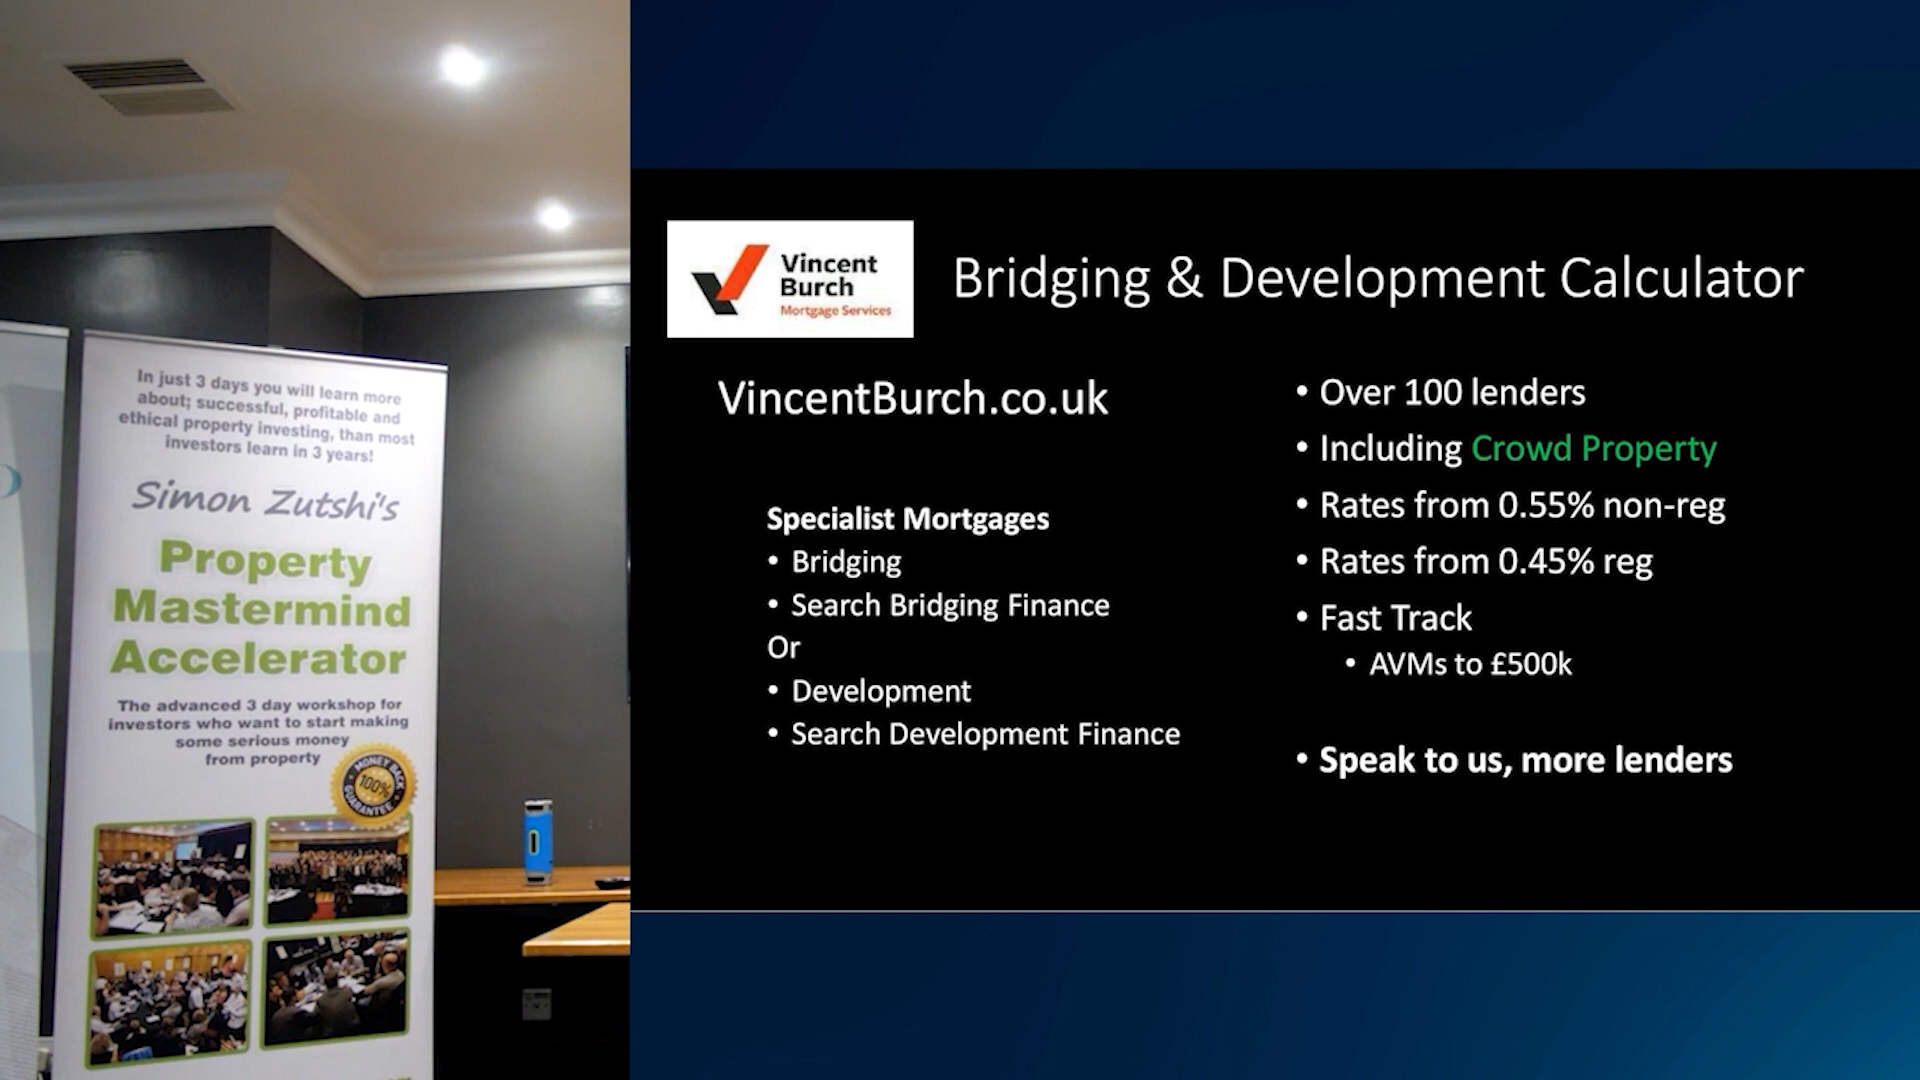 In just 3 days you will learn more
about; successful, profitable and
ethical property investing, than most
investors learn in 3 years!
Simon Zutshi's
Property
Mastermind
Accelerator
The advanced 3 day workshop for
investors who want to start making
some serious money
from property
MONEY BACK
100%
GUARANTEE
Vincent
Burch
Mortgage Services
Bridging & Development Calculator
VincentBurch.co.uk
Specialist Mortgages
• Bridging
• Search Bridging Finance
Or
• Development
• Search Development Finance
• Over 100 lenders
• Including Crowd Property
• Rates from 0.55% non-reg
• Rates from 0.45% reg
• Fast Track
• AVMs to £500k
• Speak to us, more lenders